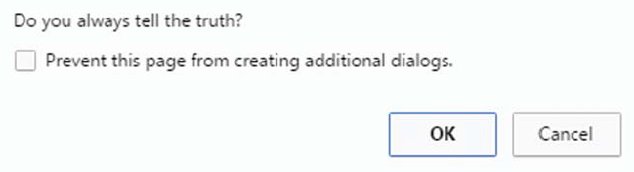 Do you always tell the truth?
Prevent this page from creating additional dialogs.
OK Cancel